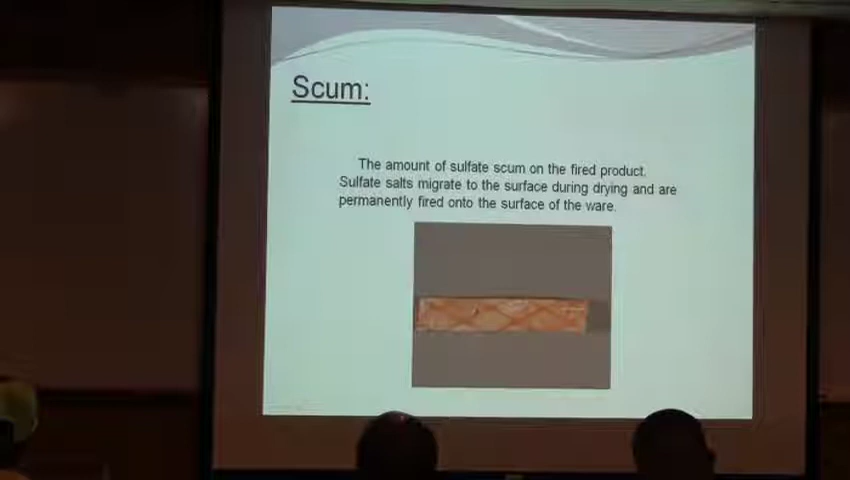 Scum:
The amount of sulfate scum on the fired product.
Sulfate salts migrate to the surface during drying and are
permanently fired onto the surface of the ware.